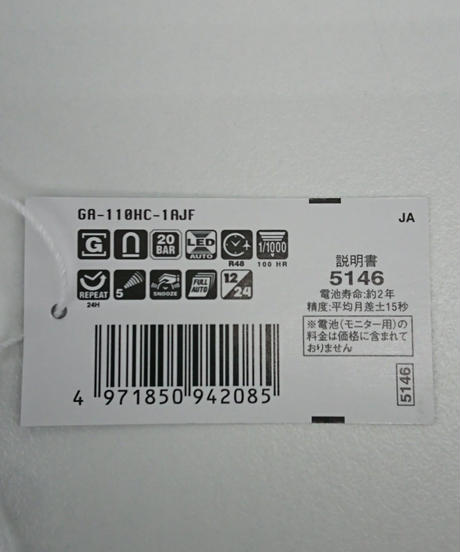 GA-110HC-1AJF
JA
G
20 BAR
LED AUTO
R48
1/1000
100 HR
REPEAT
24H
5
SNOOZE
FULL AUTO
12/24
説明書
5146
電池寿命:約2年
精度:平均月差±15秒
※電池(モニター用)の
料金は価格に含まれて
おりません
4 971850 942085
5146